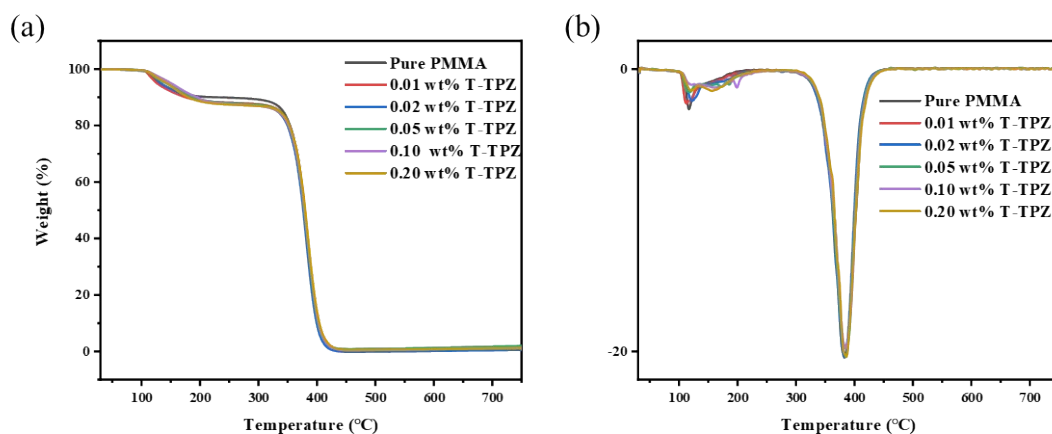 (a)
100
80
60
40
20
0
Weight (%)
100
200
300
400
500
600
700
Temperature (°C)
Pure PMMA
0.01 wt% T-TPZ
0.02 wt% T-TPZ
0.05 wt% T-TPZ
0.10 wt% T-TPZ
0.20 wt% T-TPZ
(b)
0
-20
100
200
300
400
500
600
700
Temperature (°C)
Pure PMMA
0.01 wt% T-TPZ
0.02 wt% T-TPZ
0.05 wt% T-TPZ
0.10 wt% T-TPZ
0.20 wt% T-TPZ